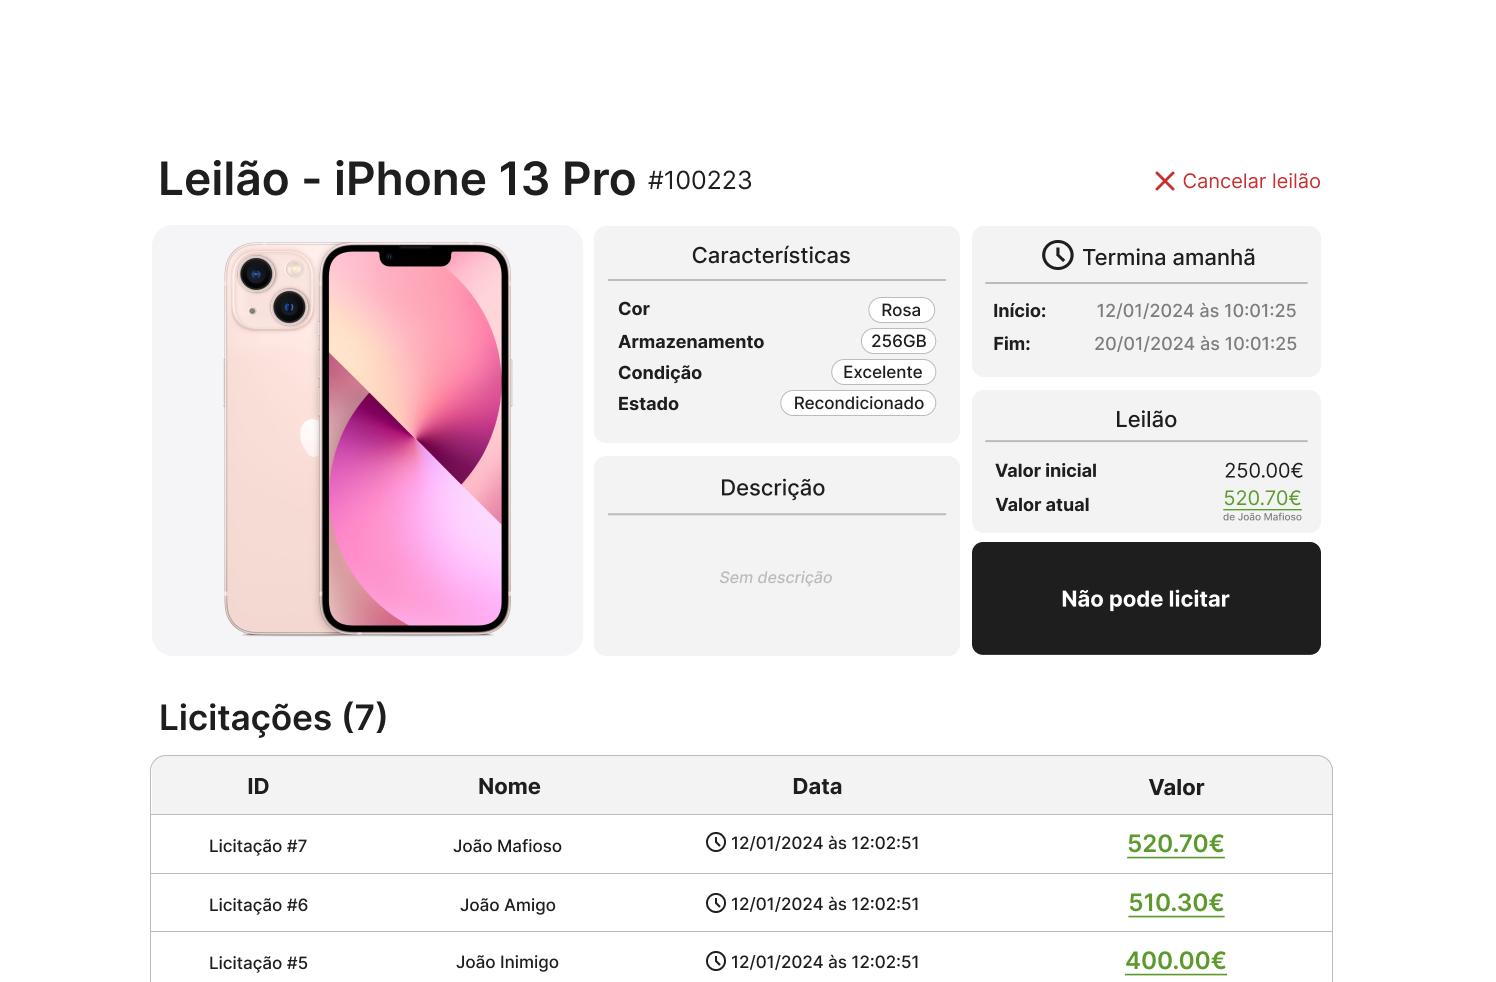 Leilão - iPhone 13 Pro #100223
Cancelar leilão
Características
Cor Rosa
Armazenamento 256GB
Condição Excelente
Estado Recondicionado
Descrição
Sem descrição
Termina amanhã
Início: 12/01/2024 às 10:01:25
Fim: 20/01/2024 às 10:01:25
Leilão
Valor inicial 250.00€
Valor atual 520.70€
de João Mafioso
Não pode licitar
Licitações (7)
ID Nome Data Valor
Licitação #7 João Mafioso 12/01/2024 às 12:02:51 520.70€
Licitação #6 João Amigo 12/01/2024 às 12:02:51 510.30€
Licitação #5 João Inimigo 12/01/2024 às 12:02:51 400.00€